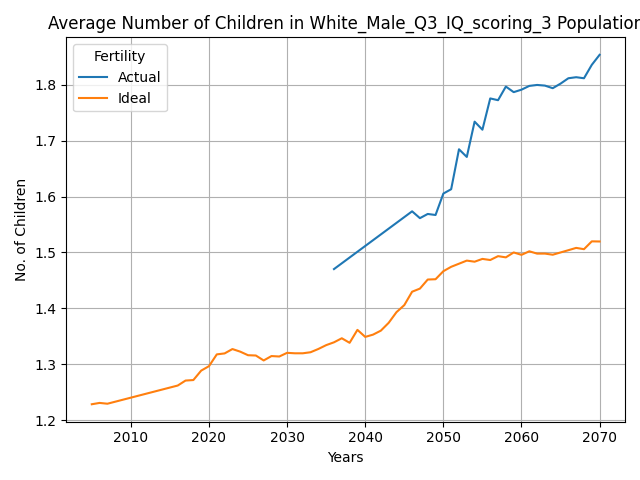 Average Number of Children in White_Male_Q3_IQ_scoring_3 Population
Fertility
Actual
Ideal
No. of Children
1.8
1.7
1.6
1.5
1.4
1.3
1.2
2010 2020 2030 2040 2050 2060 2070
Years